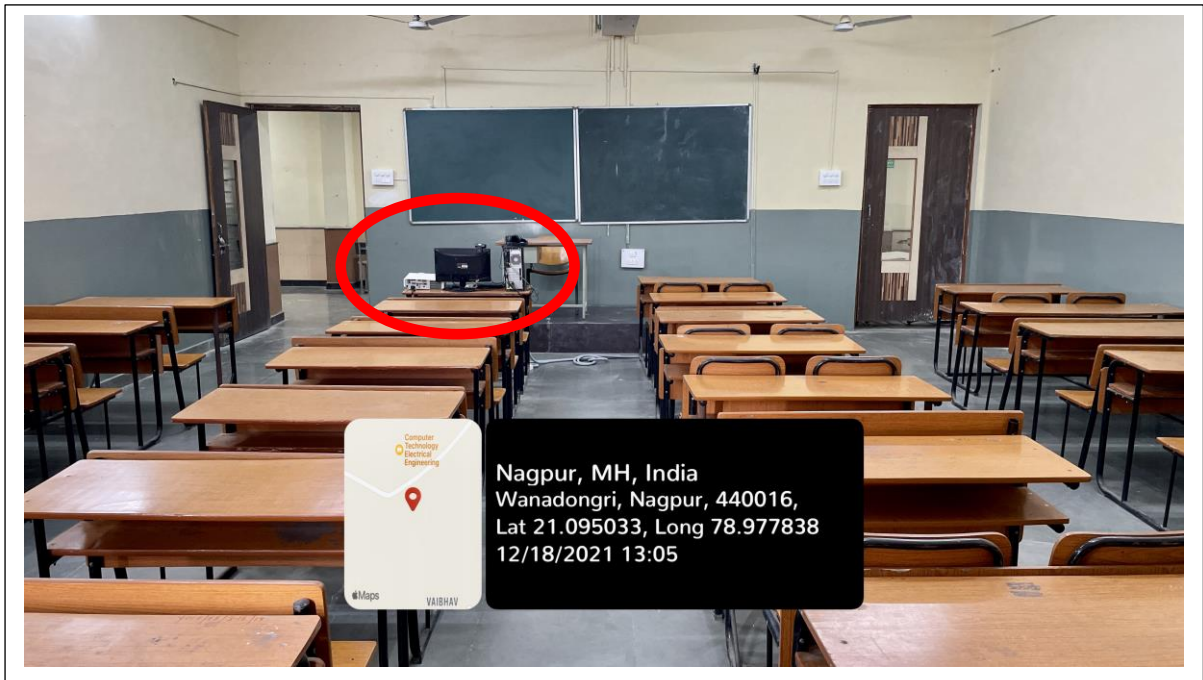 Computer
Technology
Electrical
Engineering
Maps
VAIBHAV
Nagpur, MH, India
Wanadongri, Nagpur, 440016,
Lat 21.095033, Long 78.977838
12/18/2021 13:05